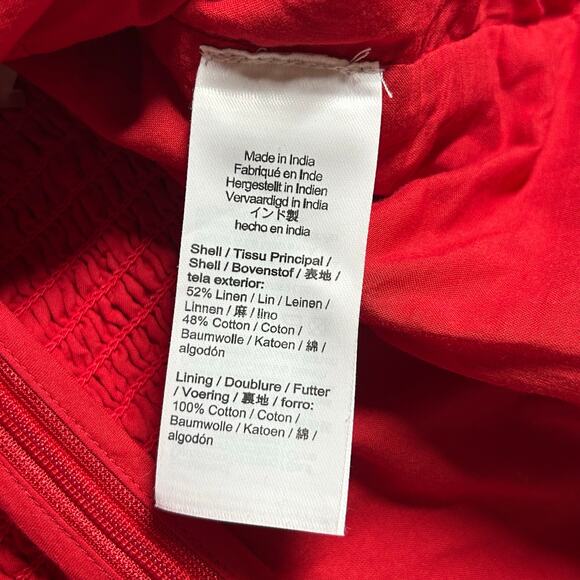 Made in India
Fabriqué en Inde
Hergestellt in Indien
Vervaardigd in India
インド製
hecho en india
Shell / Tissu Principal /
Shell / Bovenstof / 表地 /
tela exterior:
52% Linen / Lin / Leinen /
Linnen / 麻 / lino
48% Cotton / Coton /
Baumwolle / Katoen / 綿 /
algodón
Lining / Doublure / Futter
/ Voering / 裏地 / forro:
100% Cotton / Coton /
Baumwolle / Katoen / 綿 /
algodón